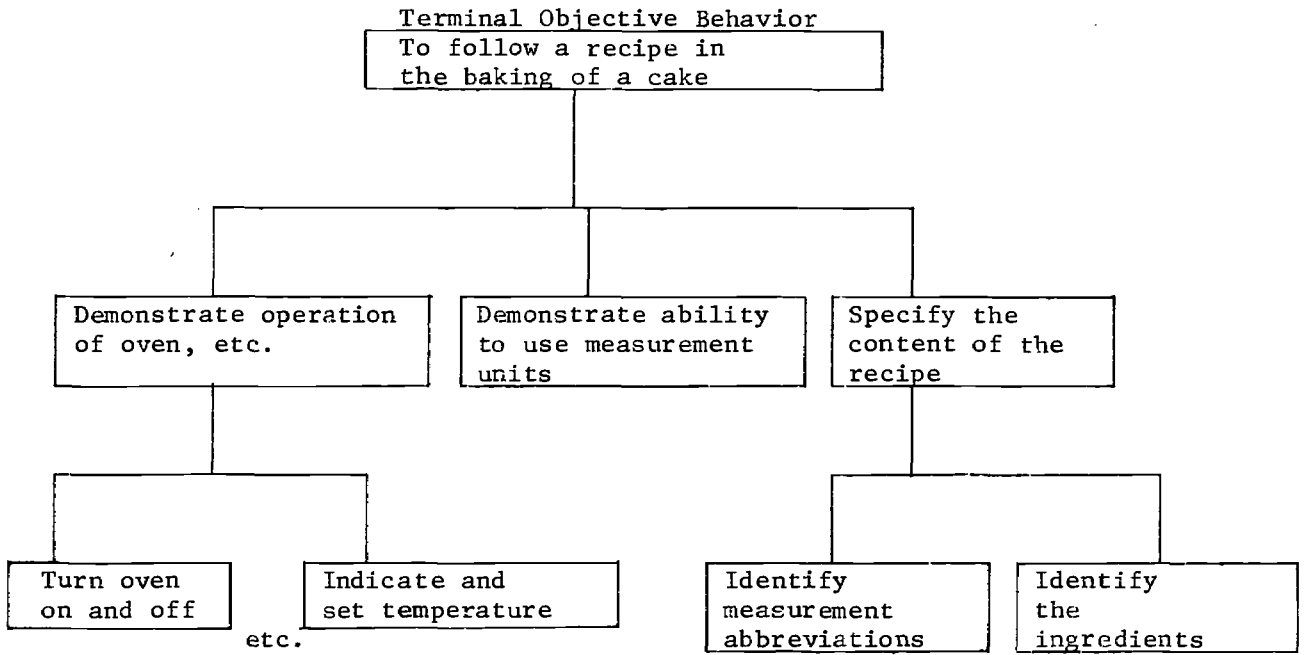 Terminal Objective Behavior
To follow a recipe in
the baking of a cake
Demonstrate operation
of oven, etc.
Demonstrate ability
to use measurement
units
Specify the
content of the
recipe
Turn oven
on and off
etc.
Indicate and
set temperature
Identify
measurement
abbreviations
Identify
the
ingredients